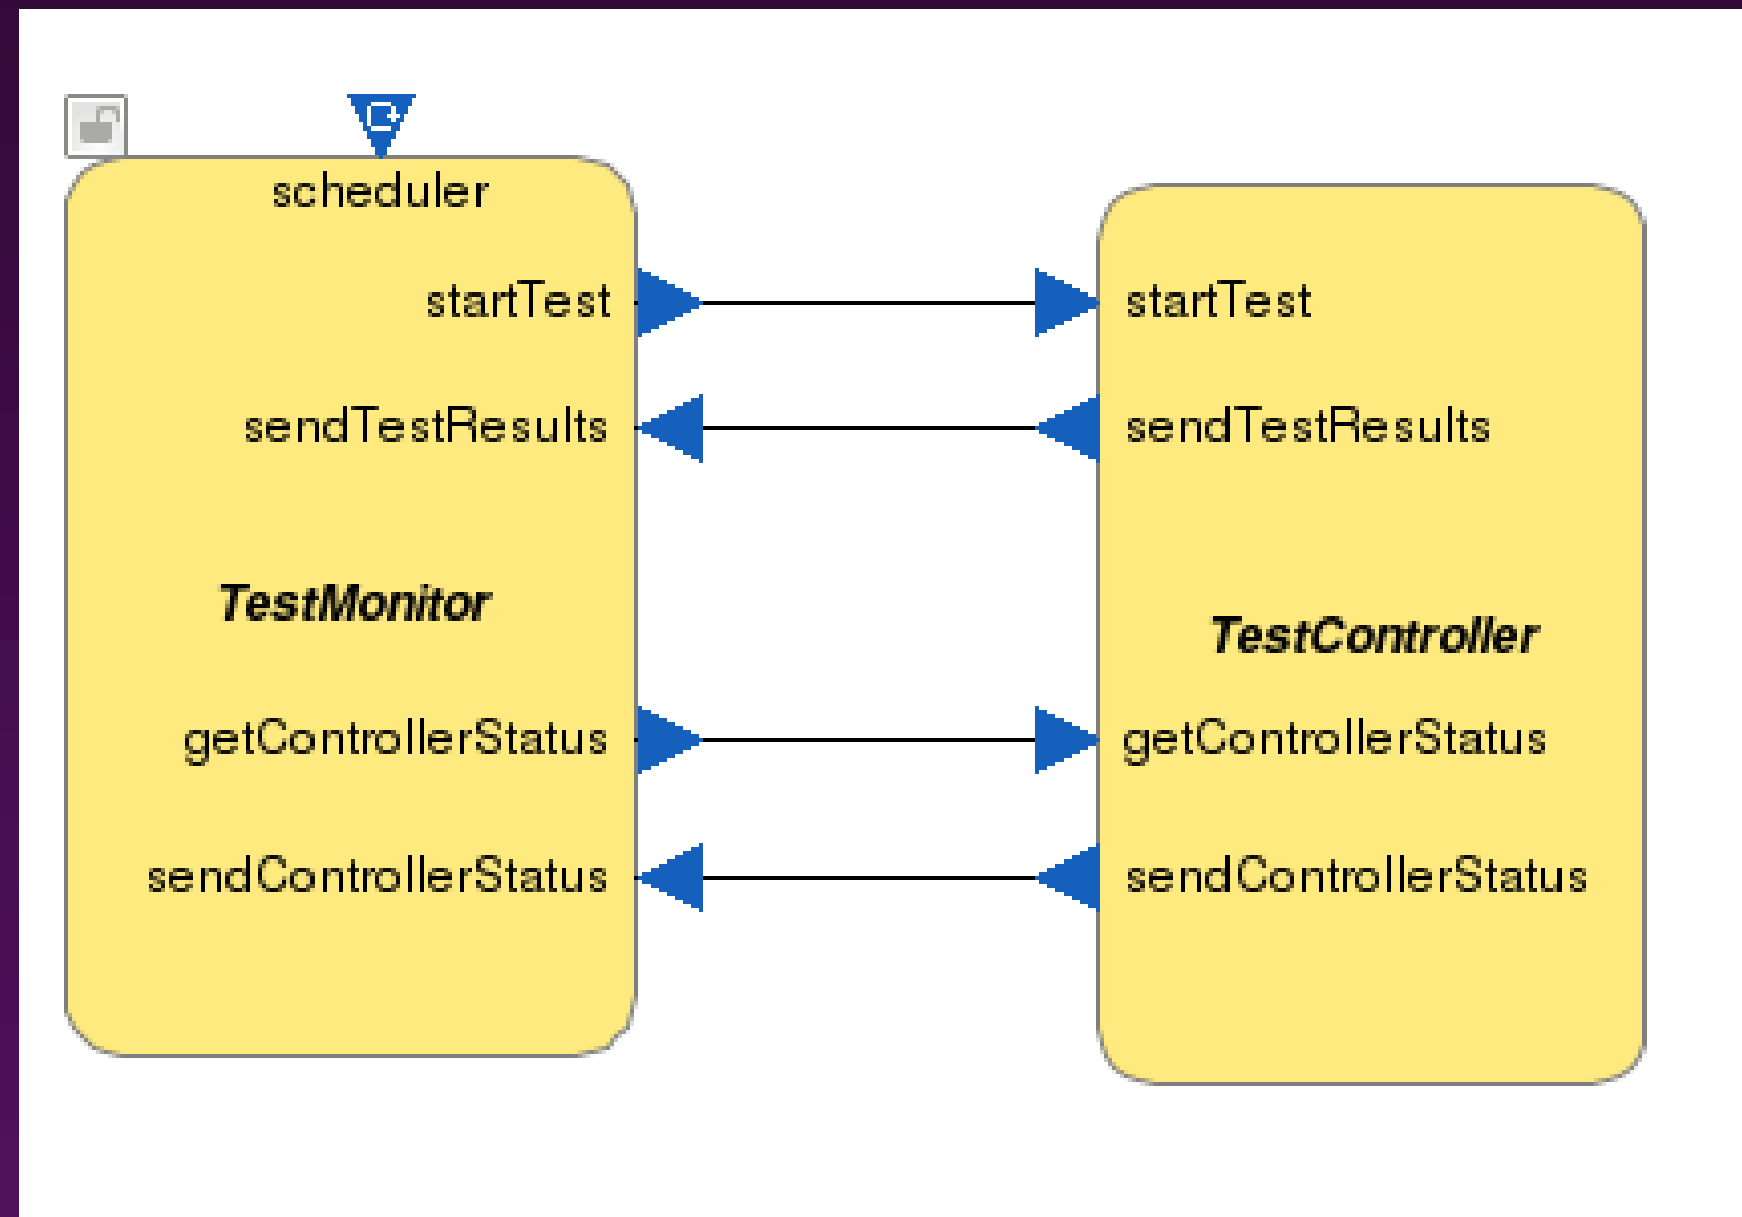 scheduler
startTest
sendTestResults
TestMonitor
getControllerStatus
sendControllerStatus
startTest
sendTestResults
TestController
getControllerStatus
sendControllerStatus